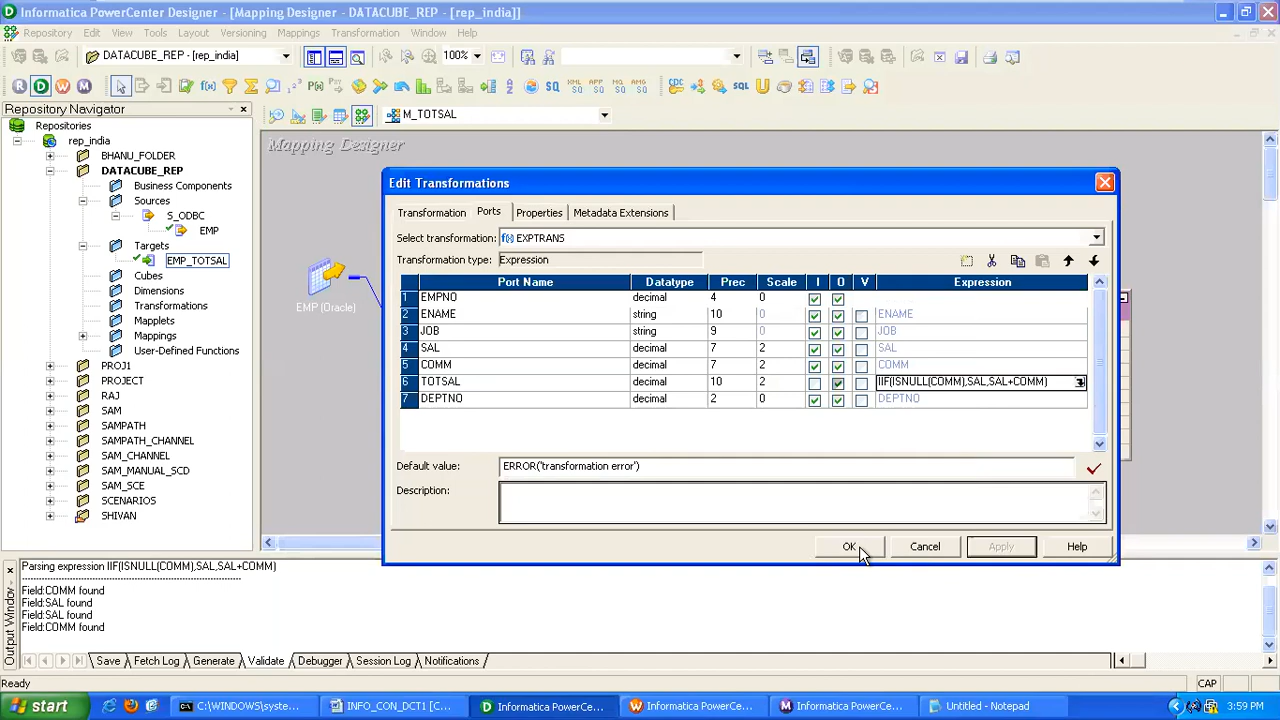 Informatica PowerCenter Designer - [Mapping Designer - DATACUBE_REP - [rep_india]]
Repository Edit View Tools Layout Versioning Mappings Transformation Window Help
DATACUBE_REP - [rep_india] 100%
Repository Navigator
M_TOTSAL
Repositories
rep_india
BHANU_FOLDER
DATACUBE_REP
Business Components
Sources
S_ODBC
EMP
Targets
EMP_TOTSAL
Cubes
Dimensions
Transformations
Mapplets
Mappings
User-Defined Functions
PROJ1
PROJECT
RAJ
SAM
SAMPATH
SAMPATH_CHANNEL
SAM_CHANNEL
SAM_MANUAL_SCD
SAM_SCE
SCENARIOS
SHIVAN
Mapping Designer
EMP (Oracle)
Edit Transformations
Transformation Ports Properties Metadata Extensions
Select transformation: f(x) EXPTRANS
Transformation type: Expression
Port Name Datatype Prec Scale I O V Expression
1 EMPNO decimal 4 0
2 ENAME string 10 0 ENAME
3 JOB string 9 0 JOB
4 SAL decimal 7 2 SAL
5 COMM decimal 7 2 COMM
6 TOTSAL decimal 10 2 IIF(ISNULL(COMM),SAL,SAL+COMM)
7 DEPTNO decimal 2 0 DEPTNO
Default value: ERROR('transformation error')
Description:
OK Cancel Apply Help
Parsing expression IIF(ISNULL(COMM),SAL,SAL+COMM)
----------------------------------------
Field:COMM found
Field:SAL found
Field:SAL found
Field:COMM found
Output Window
Save Fetch Log Generate Validate Debugger Session Log Notifications
Ready CAP
start C:\WINDOWS\syste... INFO_CON_DCT1 [C... Informatica PowerCe... Informatica PowerCe... Informatica PowerCe... Untitled - Notepad 3:59 PM